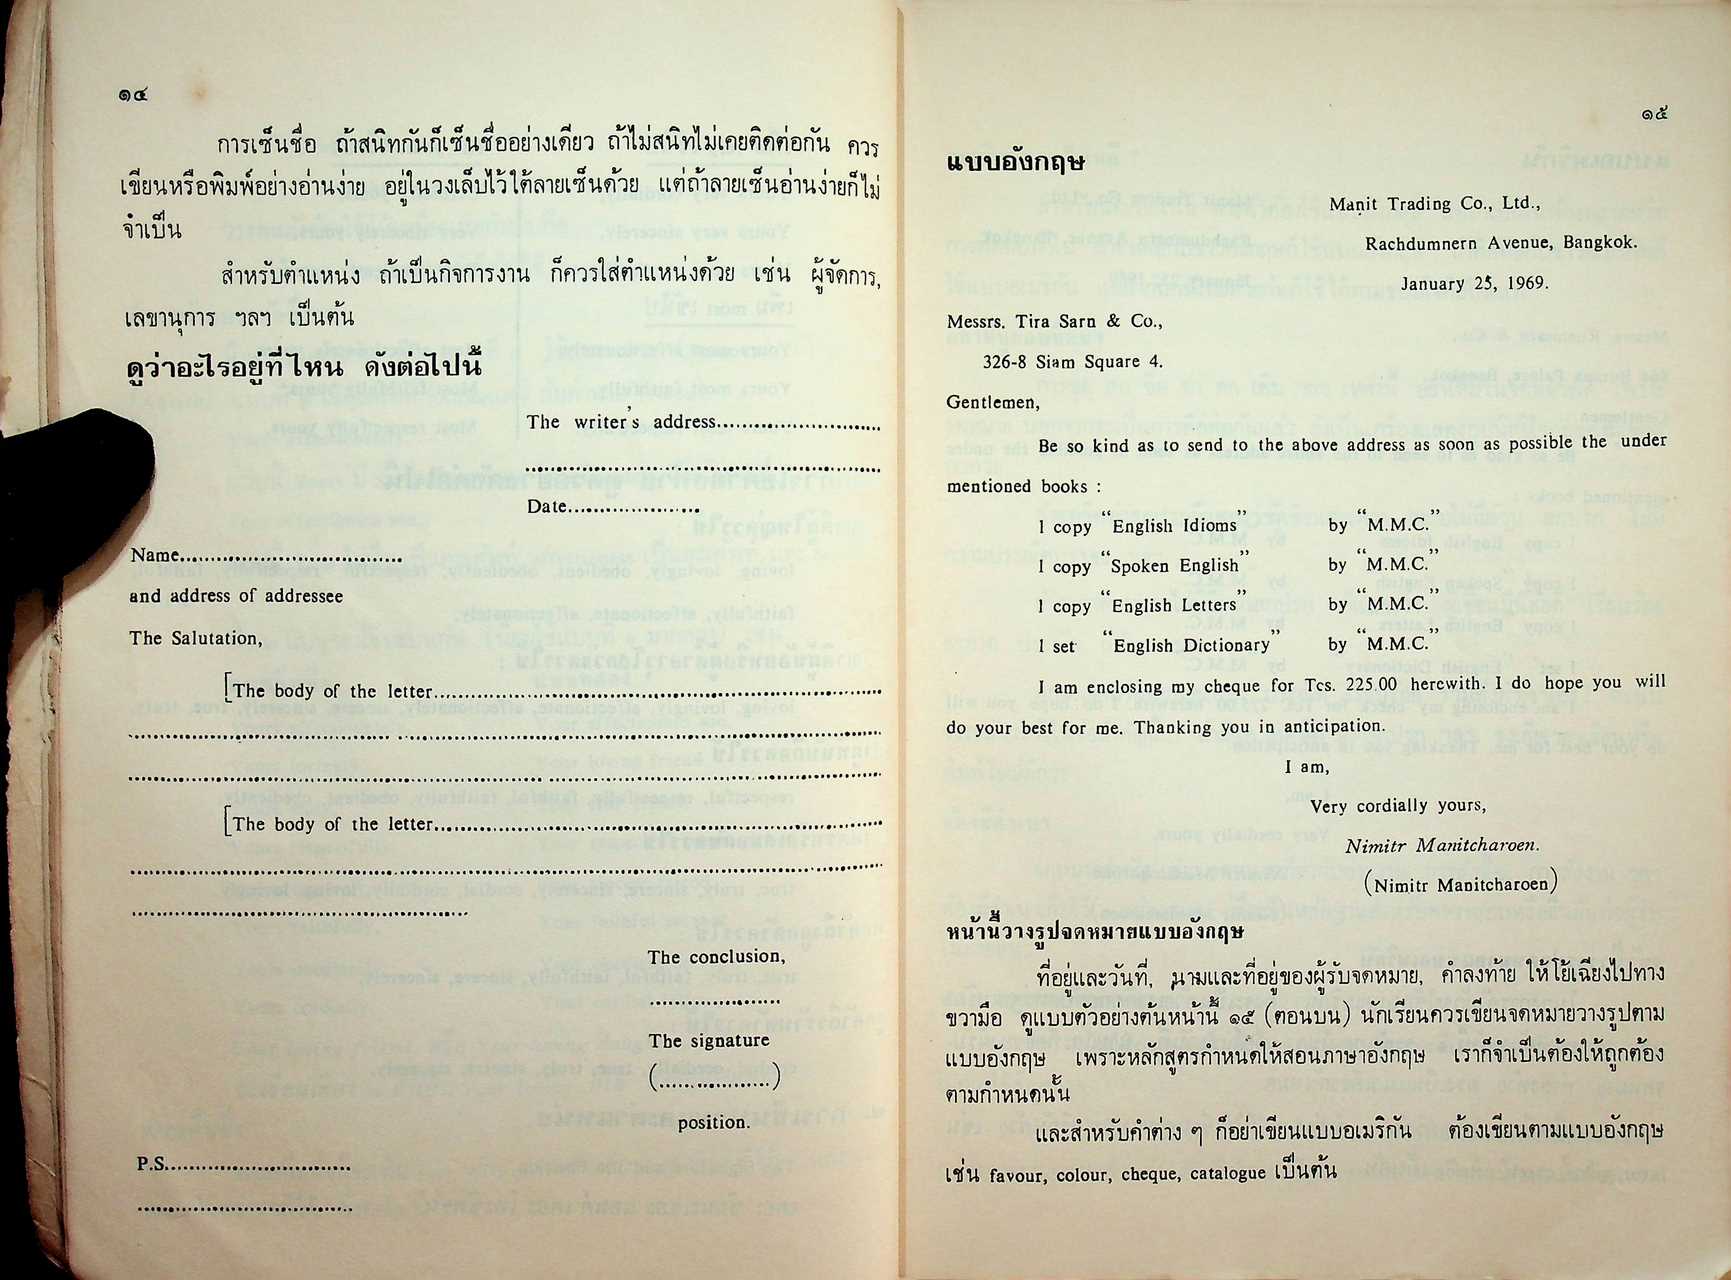 ๑๔
การเซ็นชื่อ ถ้าสนิทกันก็เซ็นชื่ออย่างเดียว ถ้าไม่สนิทไม่เคยติดต่อกัน ควร
เขียนหรือพิมพ์อย่างอ่านง่าย อยู่ในวงเล็บไว้ใต้ลายเซ็นด้วย แต่ถ้าลายเซ็นอ่านง่ายก็ไม่
จำเป็น
สำหรับตำแหน่ง ถ้าเป็นกิจการงาน ก็ควรใส่ตำแหน่งด้วย เช่น ผู้จัดการ,
เลขานุการ ฯลฯ เป็นต้น
ดูว่าอะไรอยู่ที่ไหน ดังต่อไปนี้
The writer's address...........................
..........................................................
Date......................
Name....................................
and address of addressee
The Salutation,
[The body of the letter..........................................................................
..........................................................................................................................
..........................................................................................................................
[The body of the letter..........................................................................
..........................................................................................................................
......................................................
The conclusion,
......................
The signature
(...................)
position.
P.S...............................
...................................
๑๕
แบบอังกฤษ
Manit Trading Co., Ltd.,
Rachdumnern Avenue, Bangkok.
January 25, 1969.
Messrs. Tira Sarn & Co.,
326-8 Siam Square 4.
Gentlemen,
Be so kind as to send to the above address as soon as possible the under
mentioned books :
1 copy “English Idioms” by “M.M.C.”
1 copy “Spoken English” by “M.M.C.”
1 copy “English Letters” by “M.M.C.”
1 set “English Dictionary” by “M.M.C.”
I am enclosing my cheque for Tcs. 225.00 herewith. I do hope you will
do your best for me. Thanking you in anticipation.
I am,
Very cordially yours,
Nimitr Manitcharoen.
(Nimitr Manitcharoen)
หน้านี้วางรูปจดหมายแบบอังกฤษ
ที่อยู่และวันที่, นามและที่อยู่ของผู้รับจดหมาย, คำลงท้าย ให้โย้เฉียงไปทาง
ขวามือ ดูแบบตัวอย่างต้นหน้านี้ ๑๕ (ตอนบน) นักเรียนควรเขียนจดหมายวางรูปตาม
แบบอังกฤษ เพราะหลักสูตรกำหนดให้สอนภาษาอังกฤษ เราก็จำเป็นต้องให้ถูกต้อง
ตามกำหนดนั้น
และสำหรับคำต่าง ๆ ก็อย่าเขียนแบบอเมริกัน ต้องเขียนตามแบบอังกฤษ
เช่น favour, colour, cheque, catalogue เป็นต้น